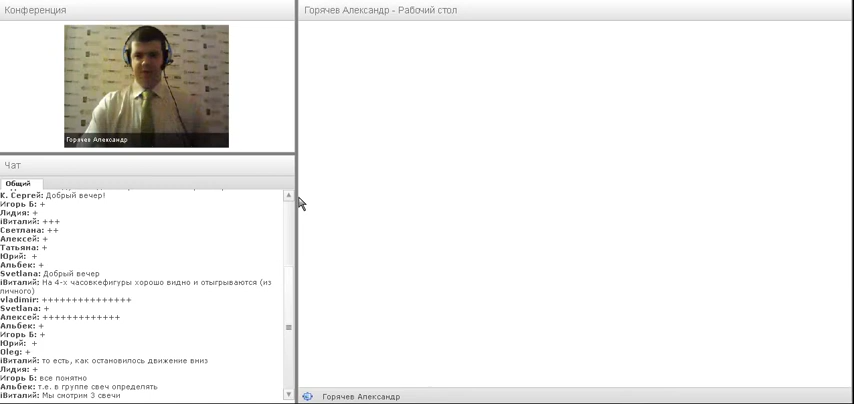 Конференция
Горячев Александр
Чат
Общий
К. Сергей: Добрый вечер!
Игорь Б: +
Лидия: +
iВиталий: +++
Светлана: ++
Алексей: +
Татьяна: +
Юрий: +
Альбек: +
Svetlana: Добрый вечер
iВиталий: На 4-х часовкефигуры хорошо видно и отыгрываются (из
личного)
vladimir: +++++++++++++++
Svetlana: +
Алексей: +++++++++++++
Альбек: +
Игорь Б: +
Юрий: +
Oleg: +
iВиталий: то есть, как остановилось движение вниз
Лидия: +
Игорь Б: все понятно
Альбек: т.е. в группе свеч определять
iВиталий: Мы смотрим 3 свечи
Горячев Александр - Рабочий стол
Горячев Александр